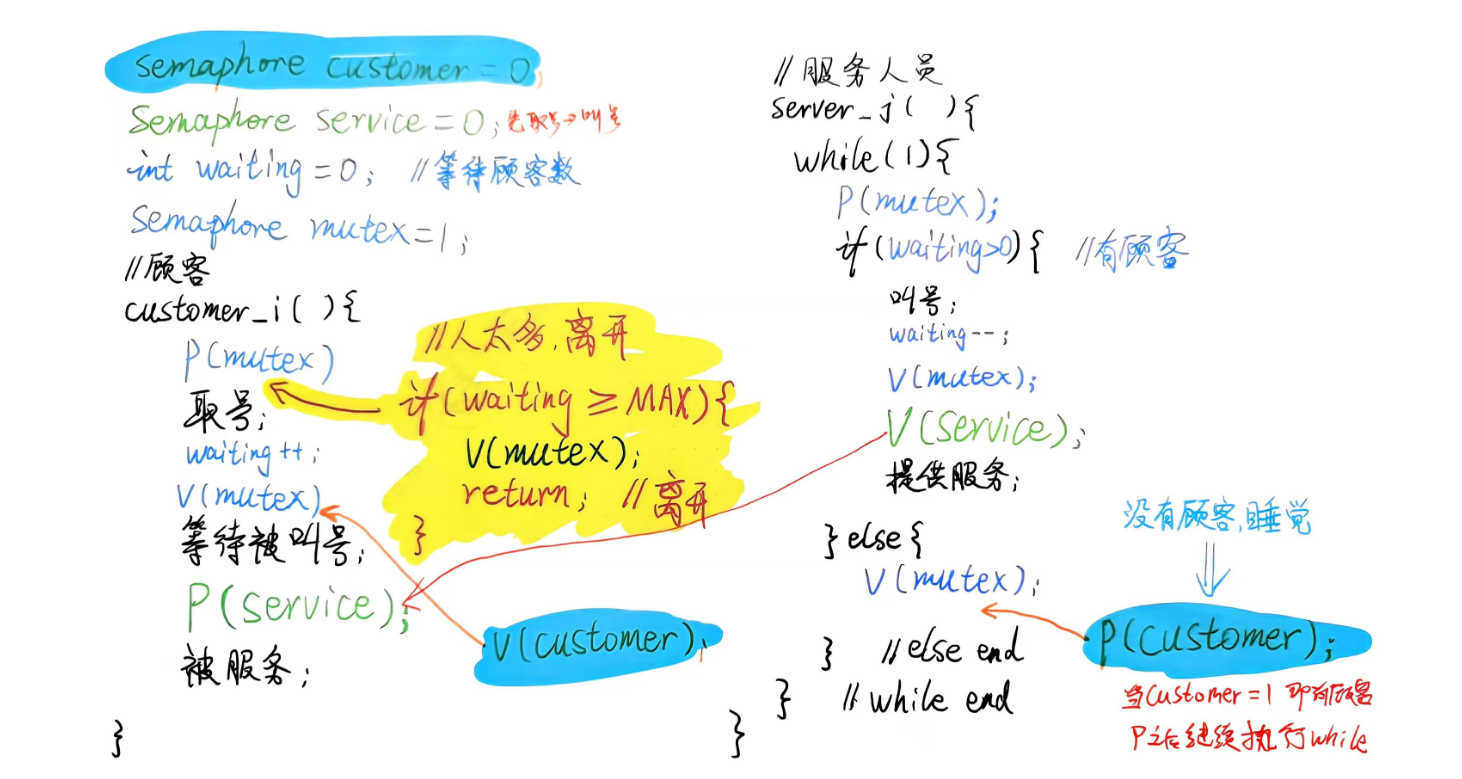 semaphore customer = 0;
Semaphore service = 0; 先取号→叫号
int waiting = 0; //等待顾客数
Semaphore mutex = 1;
//顾客
customer_i( ){
P(mutex)
取号;
waiting ++;
V(mutex)
等待被叫号;
P(service);
被服务;
}
//人太多,离开
if(waiting ≥ MAX){
V(mutex);
return; //离开
}
V(customer);
//服务人员
server_j( ){
while(1){
P(mutex);
if(waiting>0){ //有顾客
叫号;
waiting--;
V(mutex);
V(Service);
提供服务;
}else{
V(mutex);
} //else end
} //while end
}
没有顾客,睡觉
P(Customer);
当Customer=1 即有顾客
P之后继续执行while